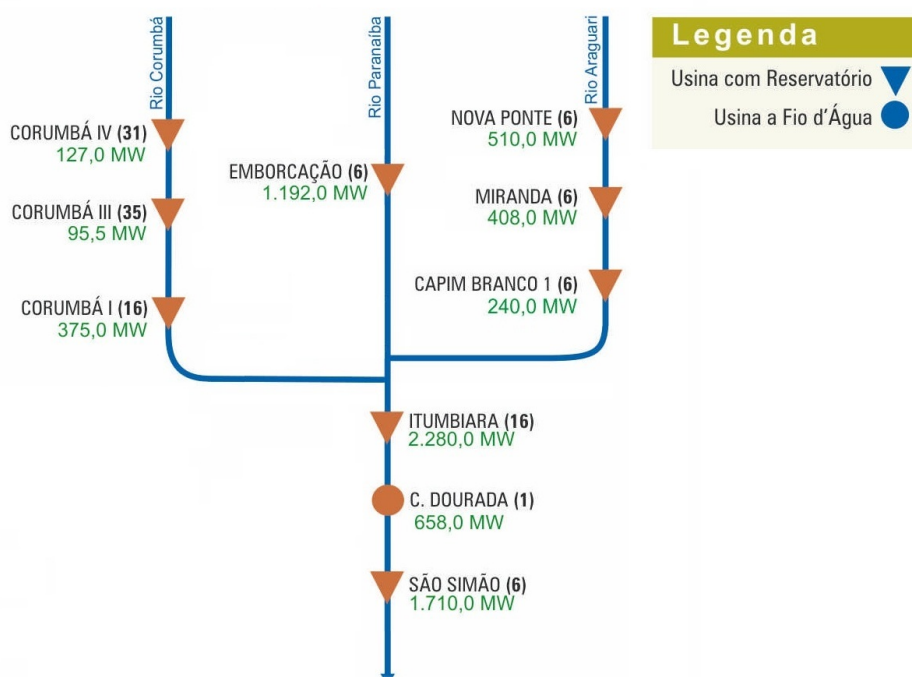 Rio Corumbá
CORUMBÁ IV (31)
127,0 MW
CORUMBÁ III (35)
95,5 MW
CORUMBÁ I (16)
375,0 MW
Rio Paranaíba
EMBORCAÇÃO (6)
1.192,0 MW
Rio Araguari
NOVA PONTE (6)
510,0 MW
MIRANDA (6)
408,0 MW
CAPIM BRANCO 1 (6)
240,0 MW
ITUMBIARA (16)
2.280,0 MW
C. DOURADA (1)
658,0 MW
SÃO SIMÃO (6)
1.710,0 MW
Legenda
Usina com Reservatório
Usina a Fio d'Água